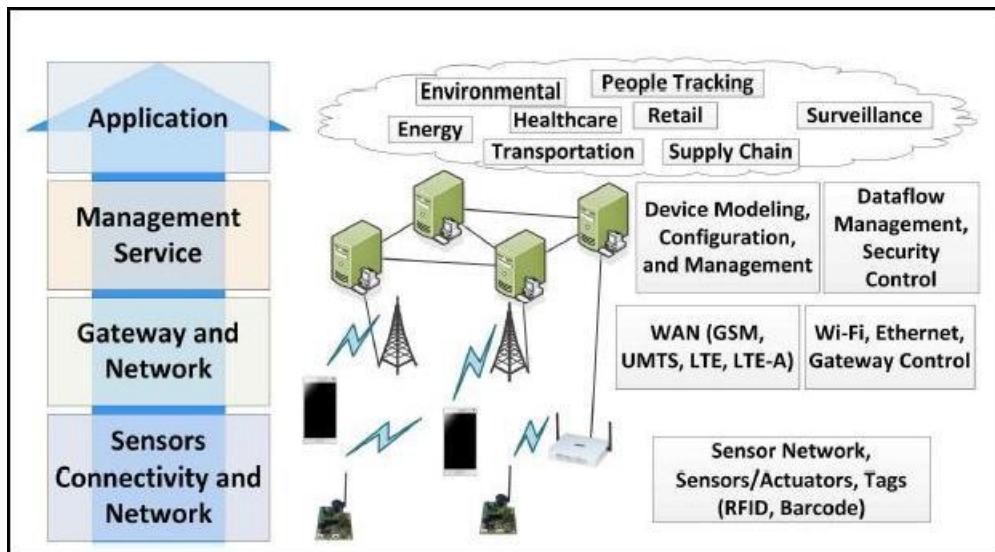 Application
Environmental
People Tracking
Energy
Healthcare
Retail
Surveillance
Transportation
Supply Chain
Management
Service
Device Modeling,
Configuration,
and Management
Dataflow
Management,
Security
Control
Gateway and
Network
WAN (GSM,
UMTS, LTE, LTE-A)
Wi-Fi, Ethernet,
Gateway Control
Sensors
Connectivity and
Network
Sensor Network,
Sensors/Actuators, Tags
(RFID, Barcode)